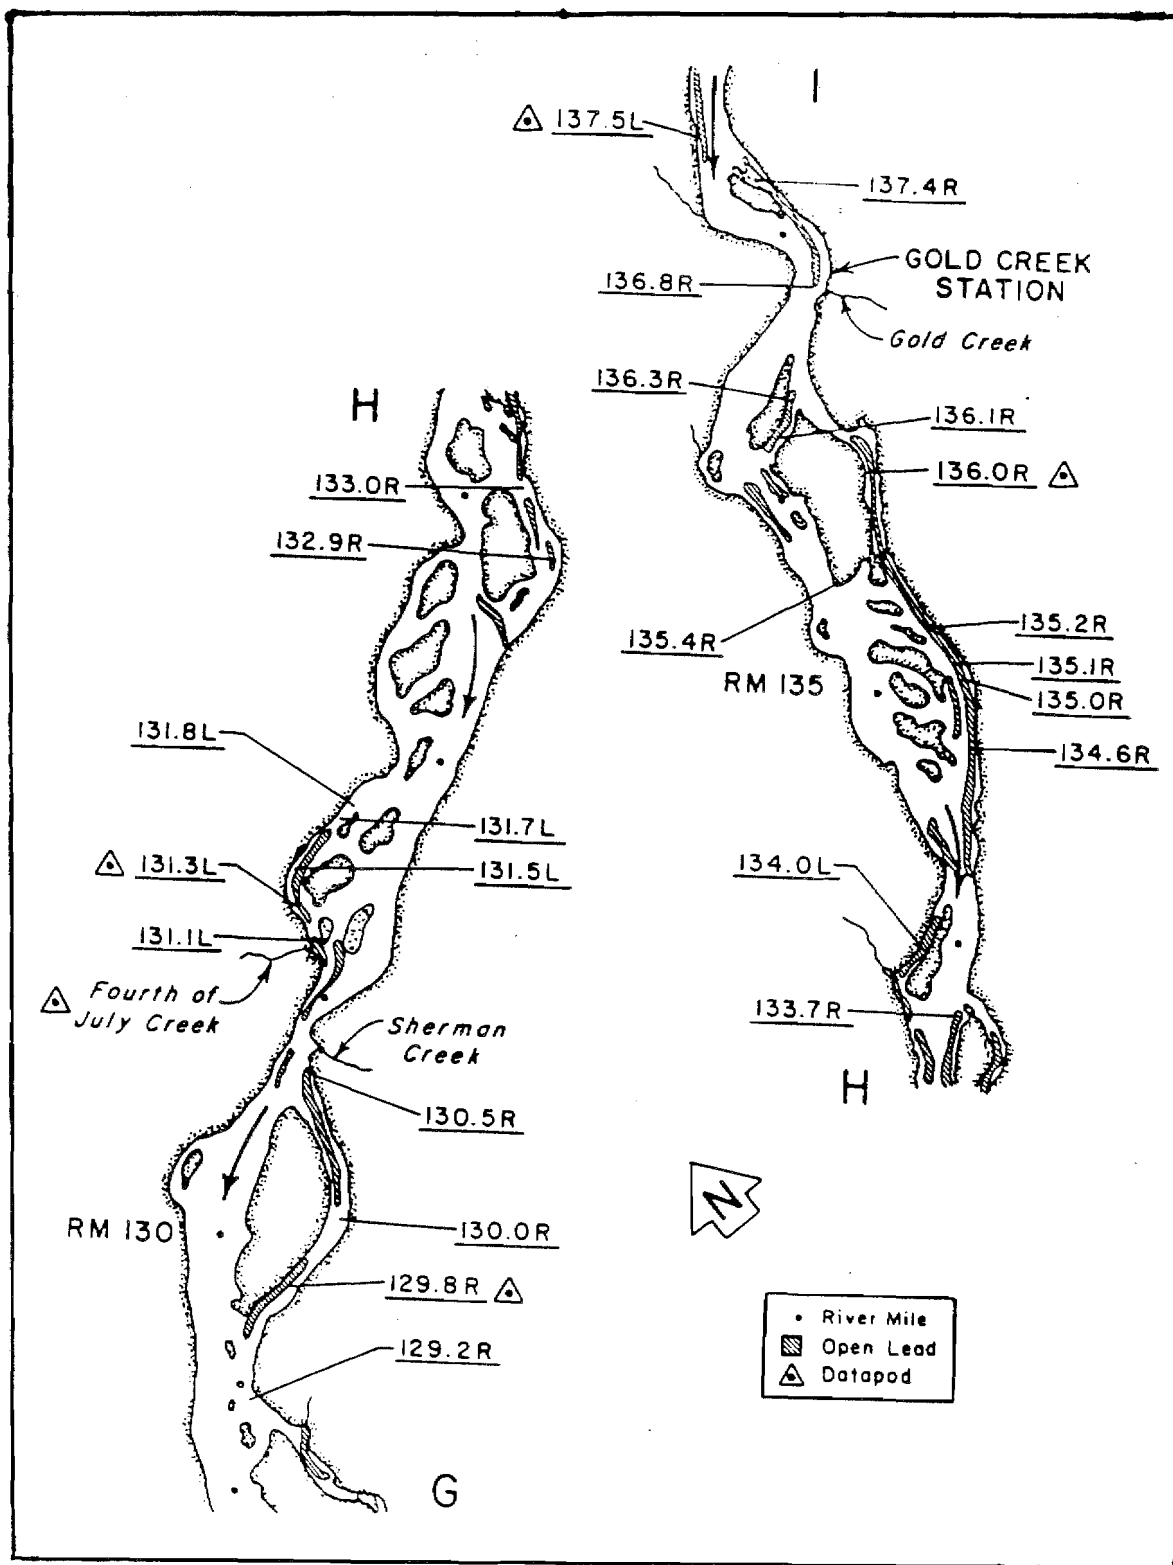 I
137.5L
137.4R
GOLD CREEK
STATION
136.8R
Gold Creek
136.3R
136.1R
136.0R
135.4R
135.2R
135.1R
RM 135
135.0R
134.6R
134.0L
133.7R
H
H
133.0R
132.9R
131.8L
131.7L
131.3L
131.5L
131.1L
Fourth of
July Creek
Sherman
Creek
130.5R
RM 130
130.0R
129.8R
129.2R
G
N
River Mile
Open Lead
Datapod